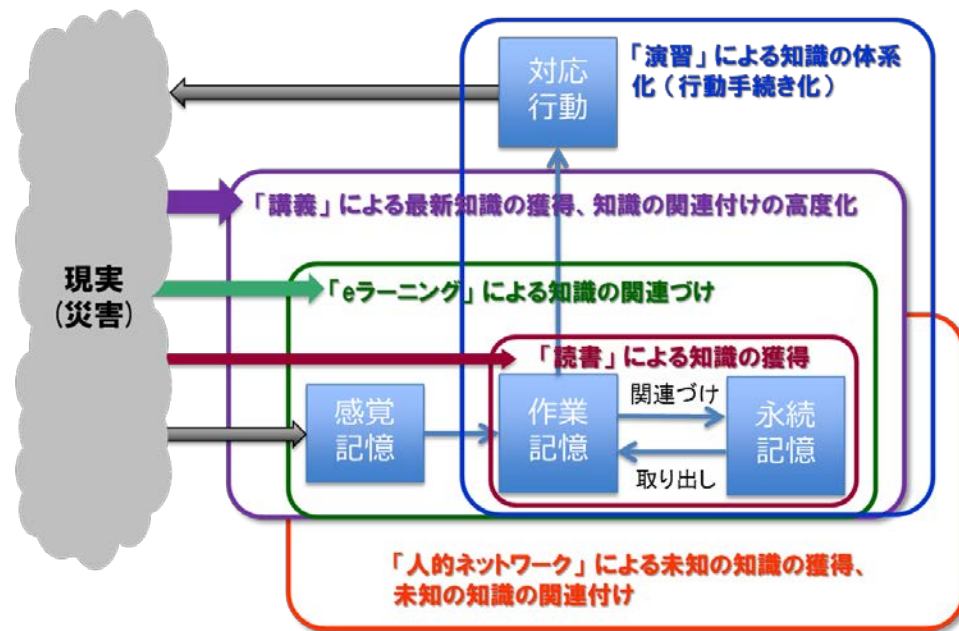 「演習」による知識の体系
化（行動手続き化）
対応
行動
「講義」による最新知識の獲得、知識の関連付けの高度化
現実
(災害)
「eラーニング」による知識の関連づけ
「読書」による知識の獲得
感覚
記憶
作業
記憶
関連づけ
取り出し
永続
記憶
「人的ネットワーク」による未知の知識の獲得、
未知の知識の関連付け